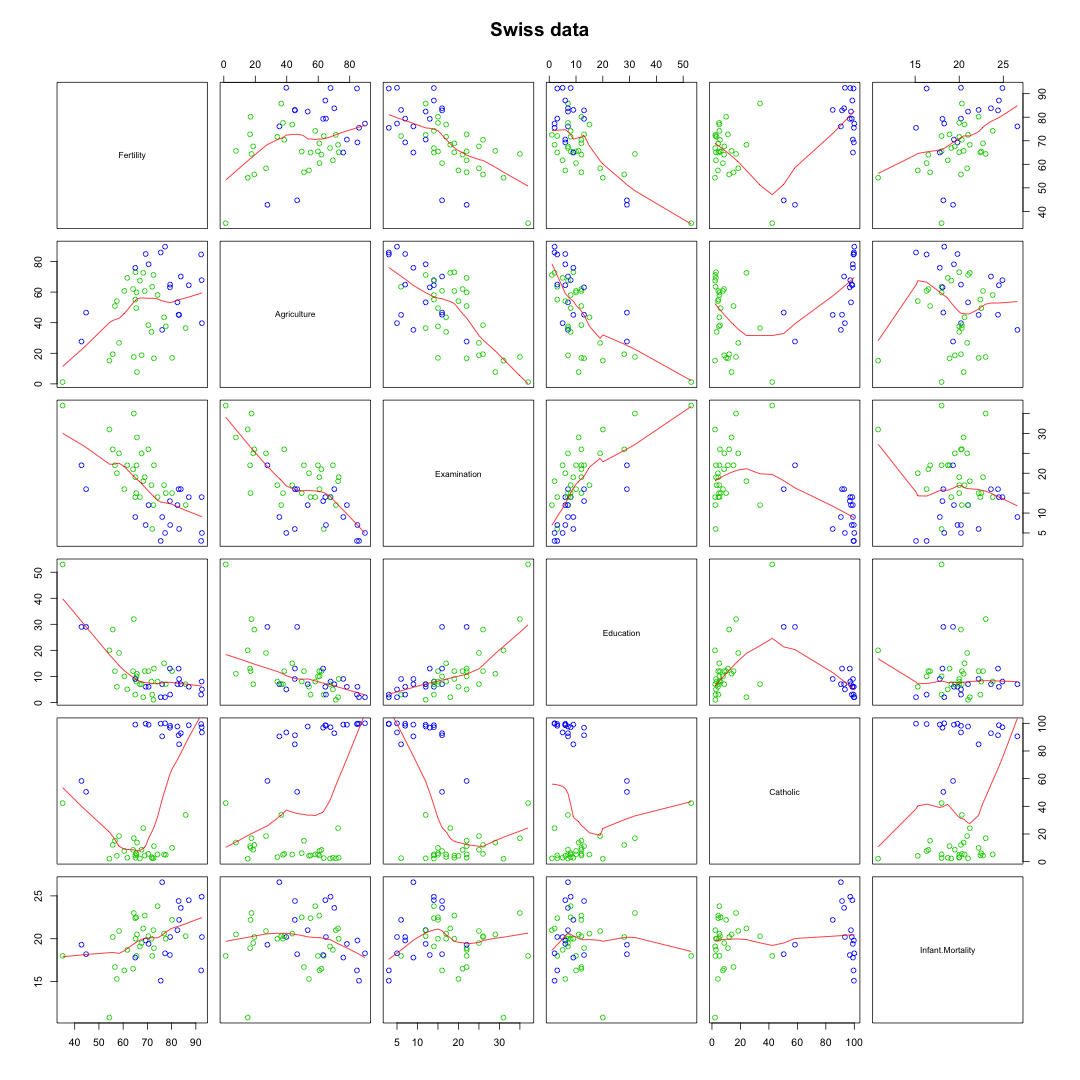 Swiss data
0 20 40 60 80 0 10 20 30 40 50 15 20 25
Fertility
40 50 60 70 80 90
0 20 40 60 80
Agriculture
Examination
5 10 20 30
0 10 20 30 40 50
Education
Catholic
0 20 40 60 80 100
15 20 25
Infant.Mortality
40 50 60 70 80 90 5 10 20 30 0 20 40 60 80 100